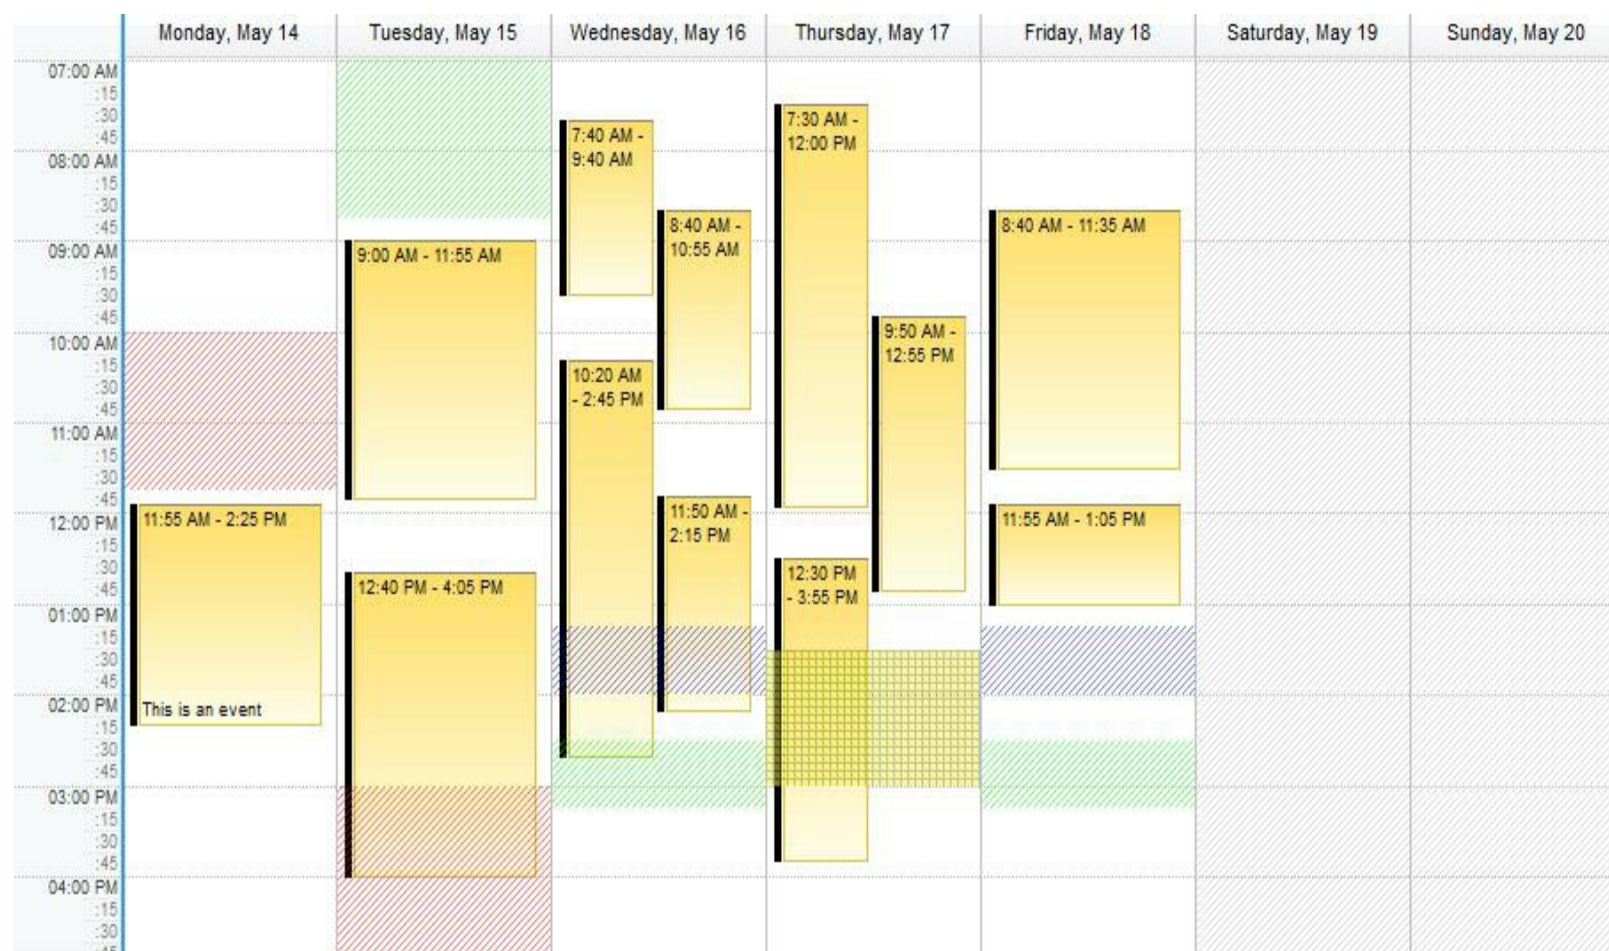 Monday, May 14
Tuesday, May 15
Wednesday, May 16
Thursday, May 17
Friday, May 18
Saturday, May 19
Sunday, May 20
07:00 AM
:15
:30
:45
08:00 AM
:15
:30
:45
09:00 AM
:15
:30
:45
10:00 AM
:15
:30
:45
11:00 AM
:15
:30
:45
12:00 PM
:15
:30
:45
01:00 PM
:15
:30
:45
02:00 PM
:15
:30
:45
03:00 PM
:15
:30
:45
04:00 PM
:15
:30
:45
11:55 AM - 2:25 PM
This is an event
9:00 AM - 11:55 AM
12:40 PM - 4:05 PM
7:40 AM -
9:40 AM
8:40 AM -
10:55 AM
10:20 AM
- 2:45 PM
11:50 AM -
2:15 PM
7:30 AM -
12:00 PM
9:50 AM -
12:55 PM
12:30 PM
- 3:55 PM
8:40 AM - 11:35 AM
11:55 AM - 1:05 PM